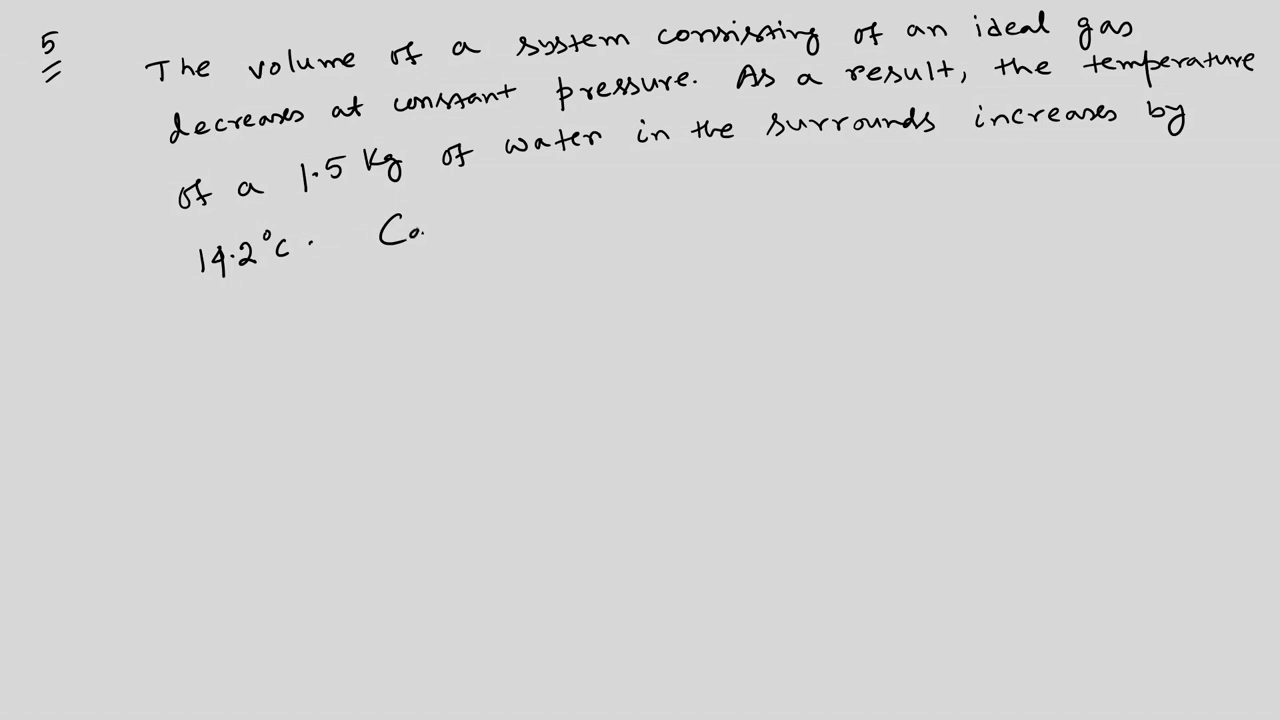 5
The volume of a system consisting of an ideal gas
decreases at constant pressure. As a result, the temperature
of a 1.5 Kg of water in the surrounds increases by
14.2°c. Co